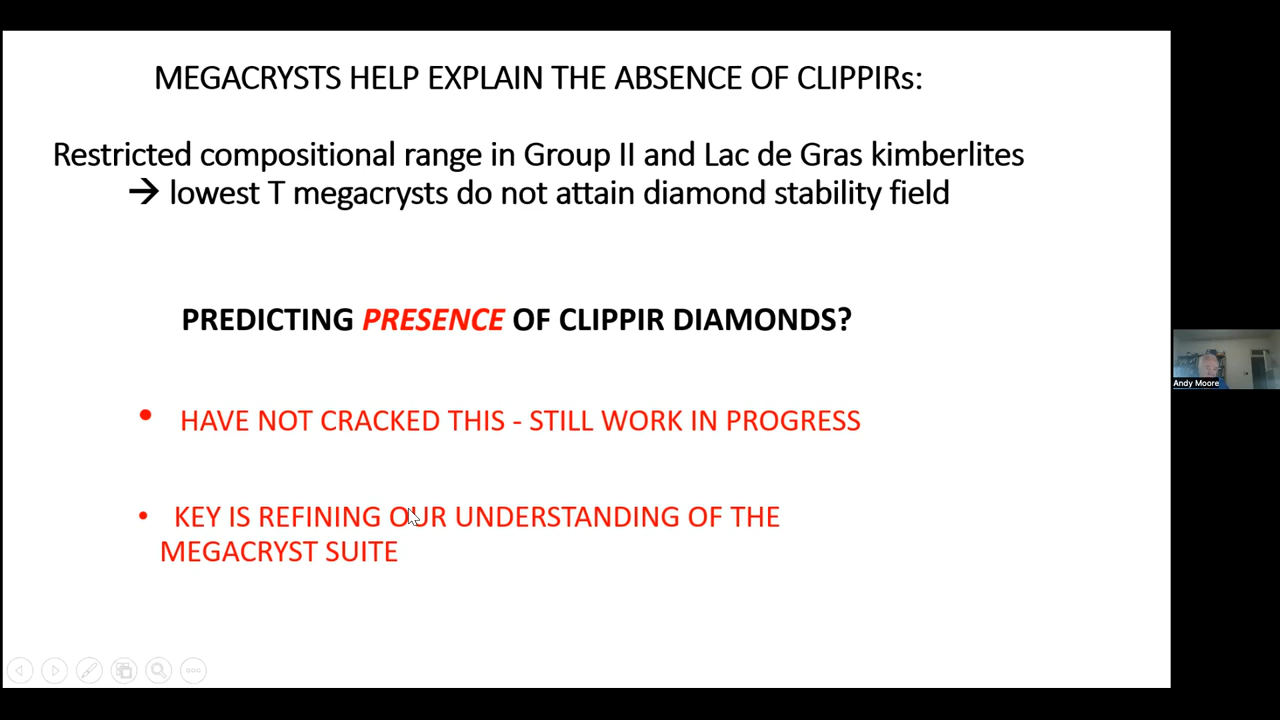 MEGACRYSTS HELP EXPLAIN THE ABSENCE OF CLIPPIRs:
Restricted compositional range in Group II and Lac de Gras kimberlites
→ lowest T megacrysts do not attain diamond stability field
PREDICTING PRESENCE OF CLIPPIR DIAMONDS?
• HAVE NOT CRACKED THIS - STILL WORK IN PROGRESS
• KEY IS REFINING OUR UNDERSTANDING OF THE
MEGACRYST SUITE
Andy Moore